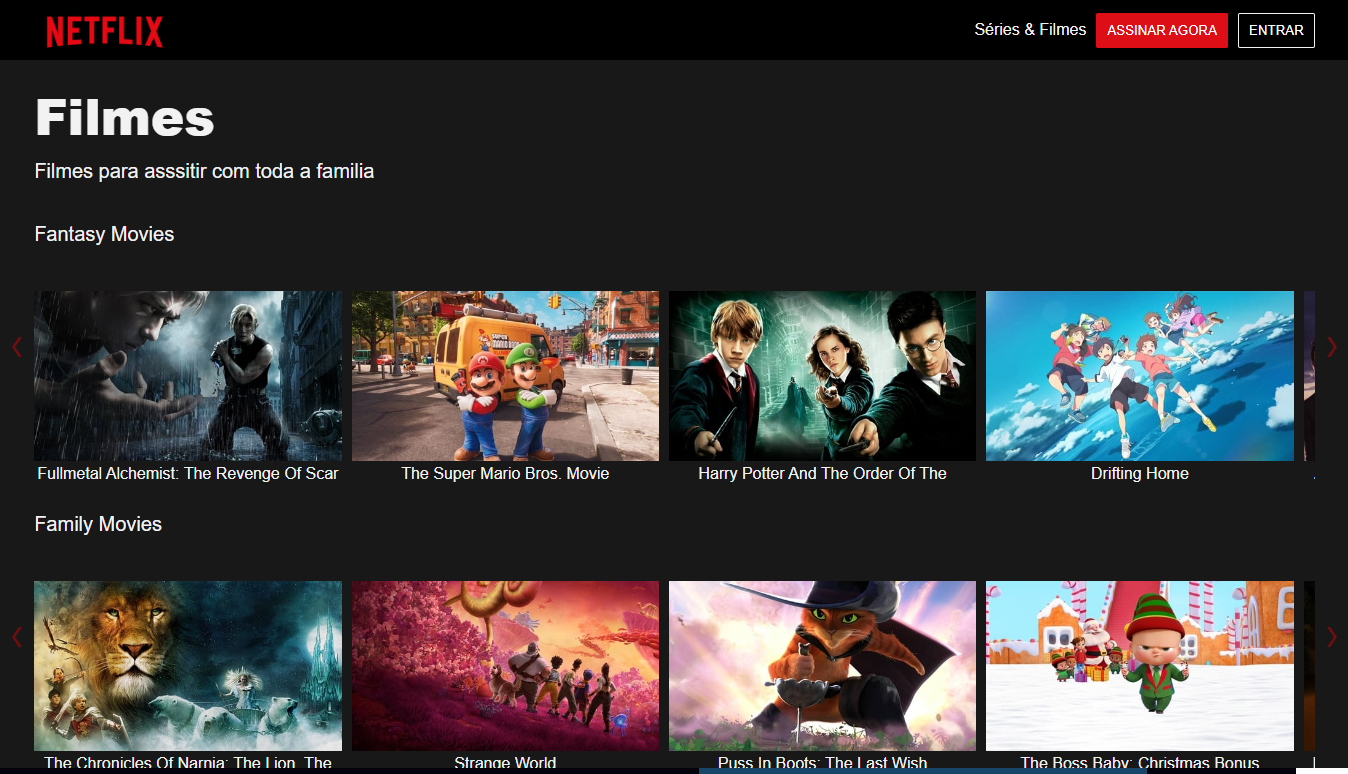 NETFLIX
Séries & Filmes ASSINAR AGORA ENTRAR
Filmes
Filmes para asssitir com toda a familia
Fantasy Movies
Fullmetal Alchemist: The Revenge Of Scar
The Super Mario Bros. Movie
Harry Potter And The Order Of The
Drifting Home
Family Movies
The Chronicles Of Narnia: The Lion, The
Strange World
Puss In Boots: The Last Wish
The Boss Baby: Christmas Bonus